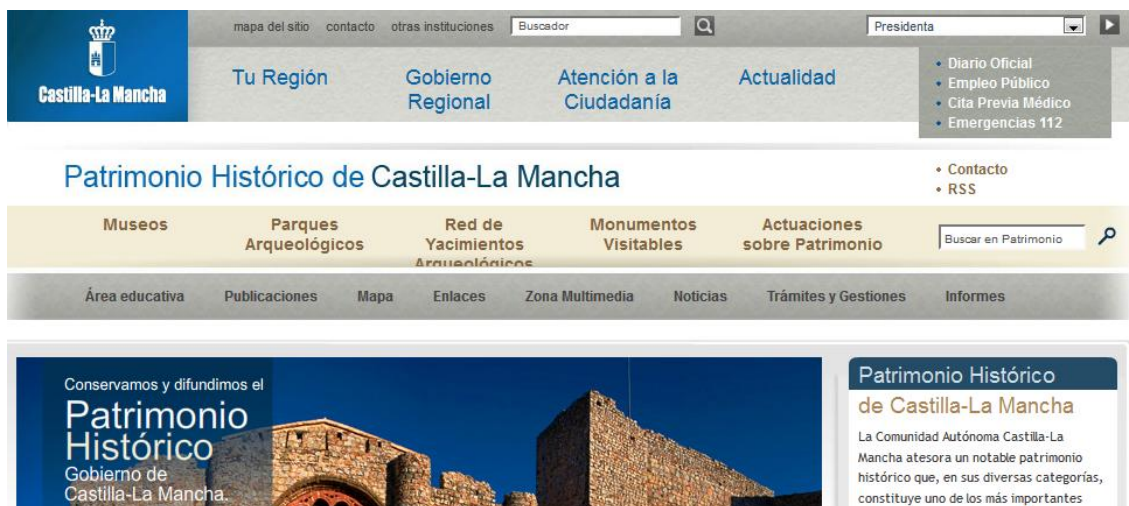 Castilla-La Mancha
mapa del sitio contacto otras instituciones Buscador
Presidenta
Tu Región
Gobierno
Regional
Atención a la
Ciudadanía
Actualidad
• Diario Oficial
• Empleo Público
• Cita Previa Médico
• Emergencias 112
Patrimonio Histórico de Castilla-La Mancha
• Contacto
• RSS
Museos
Parques
Arqueológicos
Red de
Yacimientos
Arqueológicos
Monumentos
Visitables
Actuaciones
sobre Patrimonio
Buscar en Patrimonio
Área educativa Publicaciones Mapa Enlaces Zona Multimedia Noticias Trámites y Gestiones Informes
Conservamos y difundimos el
Patrimonio
Histórico
Gobierno de
Castilla-La Mancha.
Patrimonio Histórico
de Castilla-La Mancha
La Comunidad Autónoma Castilla-La
Mancha atesora un notable patrimonio
histórico que, en sus diversas categorías,
constituye uno de los más importantes